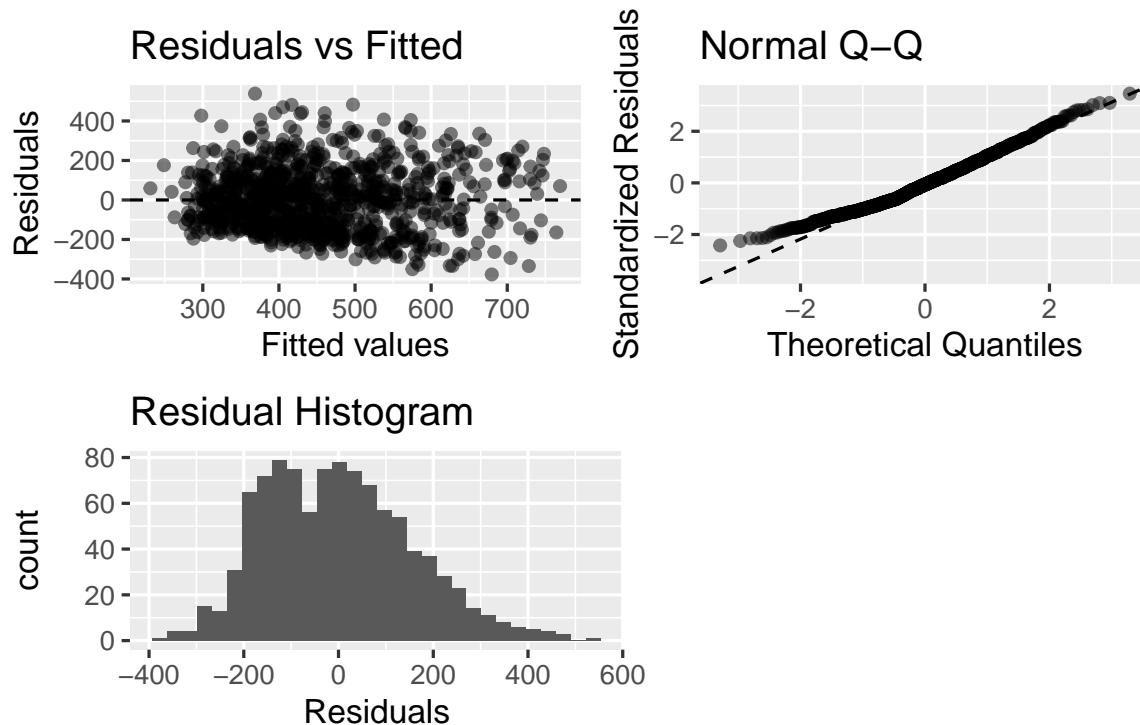 Residuals vs Fitted
Residuals
400
200
0
−200
−400
300 400 500 600 700
Fitted values
Normal Q−Q
Standardized Residuals
2
0
−2
−2 0 2
Theoretical Quantiles
Residual Histogram
count
80
60
40
20
0
−400 −200 0 200 400 600
Residuals